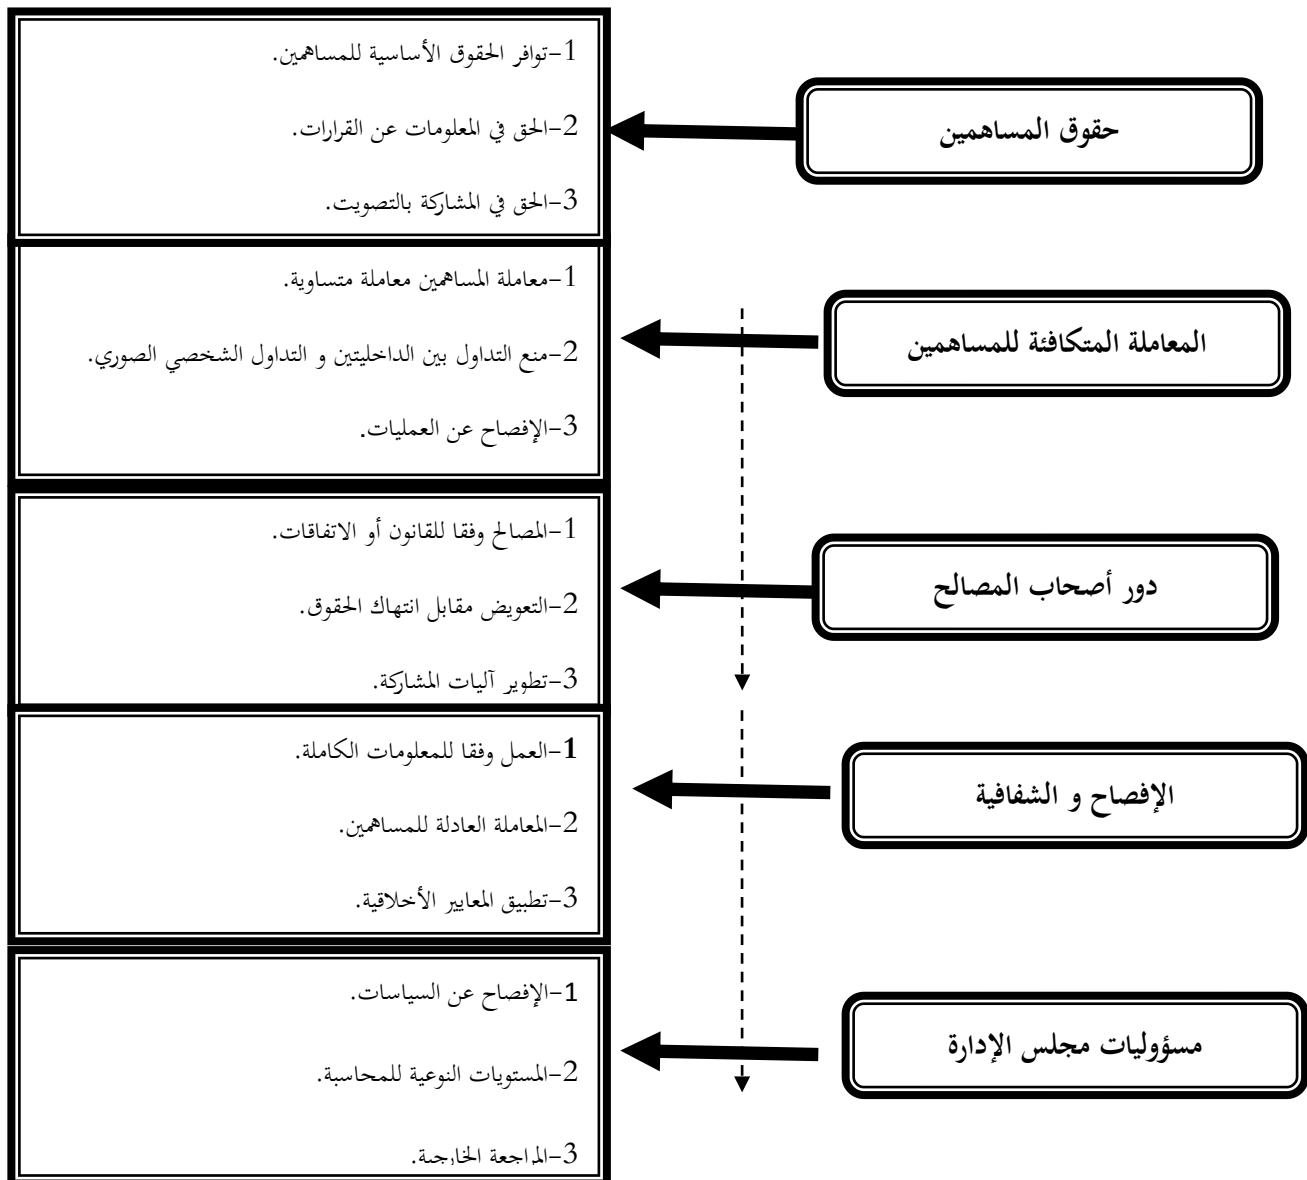 حقوق المساهمين
1-توافر الحقوق الأساسية للمساهمين.
2-الحق في المعلومات عن القرارات.
3-الحق في المشاركة بالتصويت.
المعاملة المتكافئة للمساهمين
1-معاملة المساهمين معاملة متساوية.
2-منع التداول بين الداخليتين و التداول الشخصي الصوري.
3-الإفصاح عن العمليات.
دور أصحاب المصالح
1-المصالح وفقا للقانون أو الاتفاقات.
2-التعويض مقابل انتهاك الحقوق.
3-تطوير آليات المشاركة.
الإفصاح و الشفافية
1-العمل وفقا للمعلومات الكاملة.
2-المعاملة العادلة للمساهمين.
3-تطبيق المعايير الأخلاقية.
مسؤوليات مجلس الإدارة
1-الإفصاح عن السياسات.
2-المستويات النوعية للمحاسبة.
3-المراجعة الخارجية.